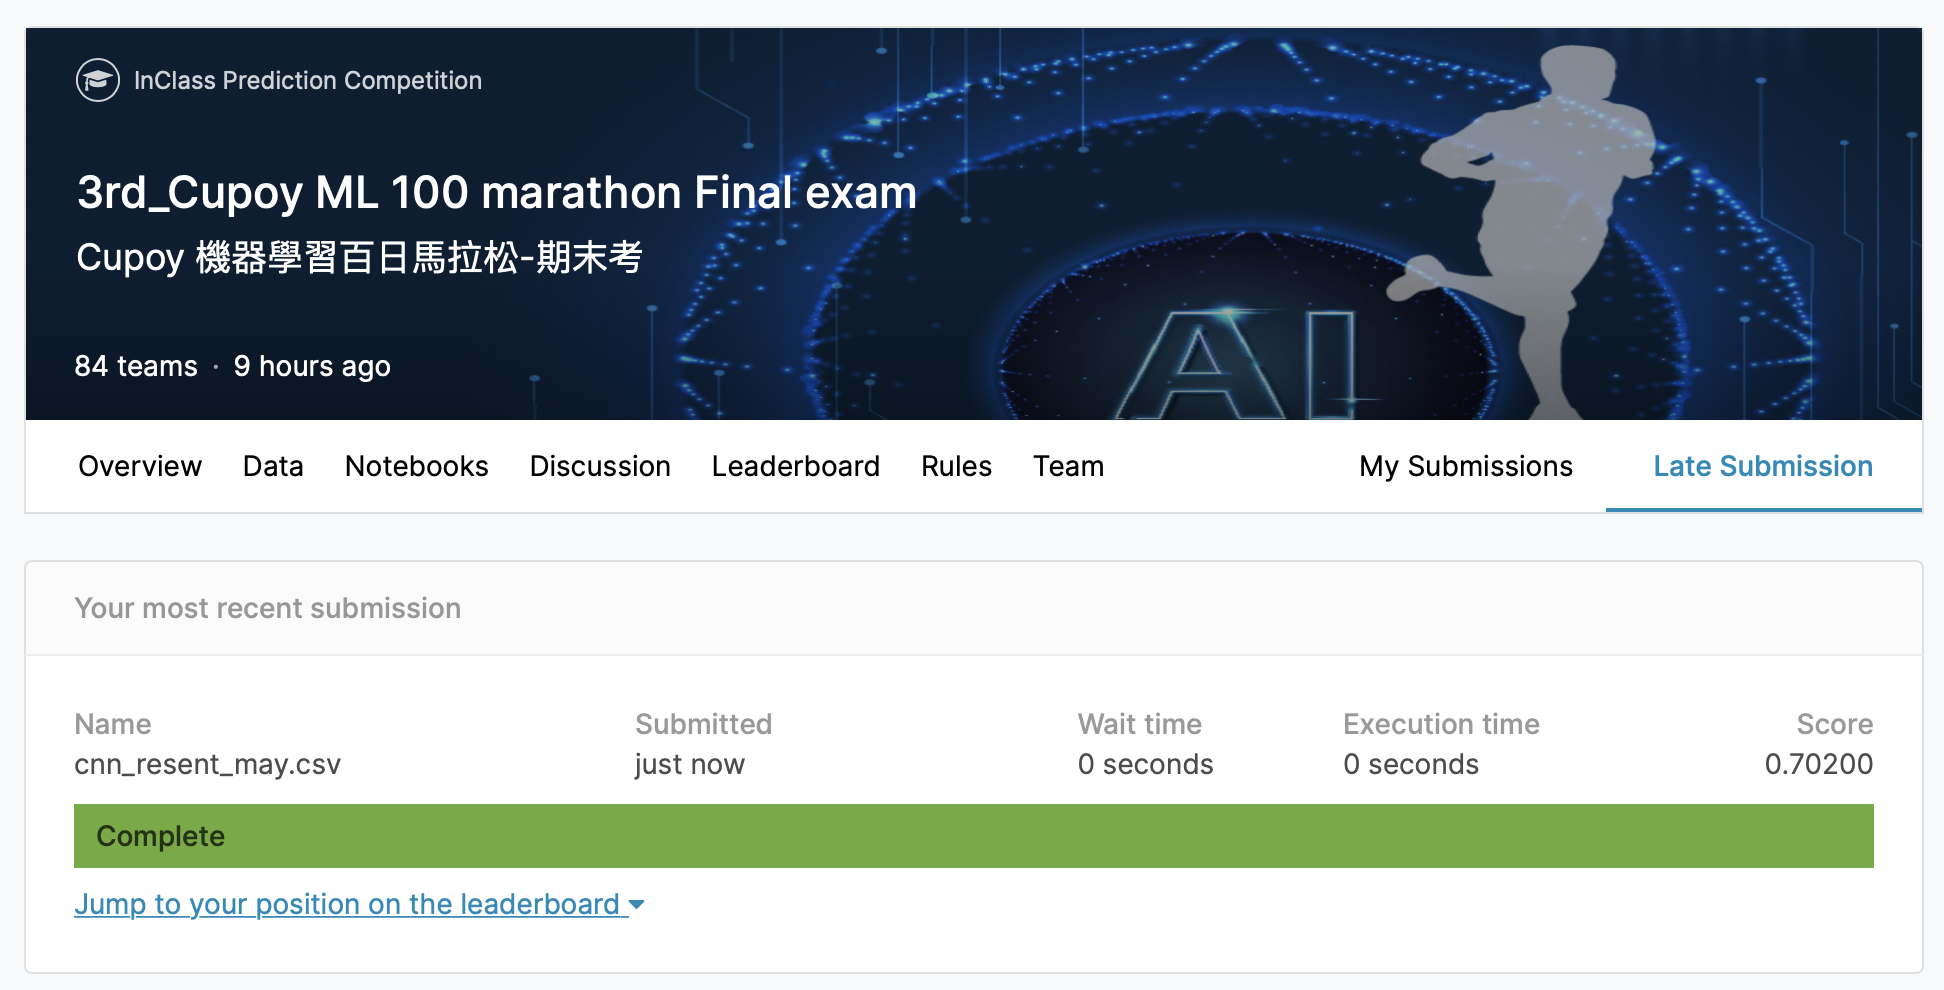 InClass Prediction Competition
3rd_Cupoy ML 100 marathon Final exam
Cupoy 機器學習百日馬拉松-期末考
84 teams · 9 hours ago
AI
Overview Data Notebooks Discussion Leaderboard Rules Team My Submissions Late Submission
Your most recent submission
Name Submitted Wait time Execution time Score
cnn_resent_may.csv just now 0 seconds 0 seconds 0.70200
Complete
Jump to your position on the leaderboard